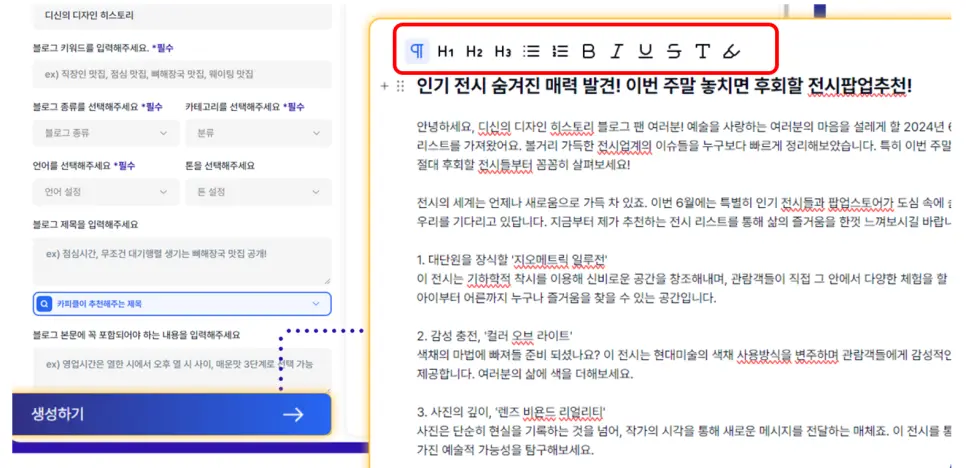 디신의 디자인 히스토리
블로그 키워드를 입력해주세요. *필수
ex) 직장인 맛집, 점심 맛집, 뼈해장국 맛집, 웨이팅 맛집
블로그 종류를 선택해주세요 *필수
카테고리를 선택해주세요 *필수
블로그 종류
분류
언어를 선택해주세요 *필수
톤을 선택해주세요
언어 설정
톤 설정
블로그 제목을 입력해주세요
ex) 점심시간, 무조건 대기행렬 생기는 뼈해장국 맛집 공개!
카피클이 추천해주는 제목
블로그 본문에 꼭 포함되어야 하는 내용을 입력해주세요
ex) 영업시간은 열한 시에서 오후 열 시 사이, 매운맛 3단계로 선택 가능
생성하기
H1 H2 H3 B I U S T
인기 전시 숨겨진 매력 발견! 이번 주말 놓치면 후회할 전시팝업추천!
안녕하세요, 디신의 디자인 히스토리 블로그 팬 여러분! 예술을 사랑하는 여러분의 마음을 설레게 할 2024년 6
리스트를 가져왔어요. 볼거리 가득한 전시업계의 이슈들을 누구보다 빠르게 정리해보았습니다. 특히 이번 주말
절대 후회할 전시들부터 꼼꼼히 살펴보세요!
전시의 세계는 언제나 새로움으로 가득 차 있죠. 이번 6월에는 특별히 인기 전시들과 팝업스토어가 도심 속에 숨
우리를 기다리고 있답니다. 지금부터 제가 추천하는 전시 리스트를 통해 삶의 즐거움을 한껏 느껴보시길 바랍니
1. 대단원을 장식할 '지오메트릭 일루전'
이 전시는 기하학적 착시를 이용해 신비로운 공간을 창조해내며, 관람객들이 직접 그 안에서 다양한 체험을 할
아이부터 어른까지 누구나 즐거움을 찾을 수 있는 공간입니다.
2. 감성 충전, '컬러 오브 라이트'
색채의 마법에 빠져들 준비 되셨나요? 이 전시는 현대미술의 색채 사용방식을 변주하며 관람객들에게 감성적인
제공합니다. 여러분의 삶에 색을 더해보세요.
3. 사진의 깊이, '렌즈 비욘드 리얼리티'
사진은 단순히 현실을 기록하는 것을 넘어, 작가의 시각을 통해 새로운 메시지를 전달하는 매체죠. 이 전시를 통
가진 예술적 가능성을 탐구해보세요.